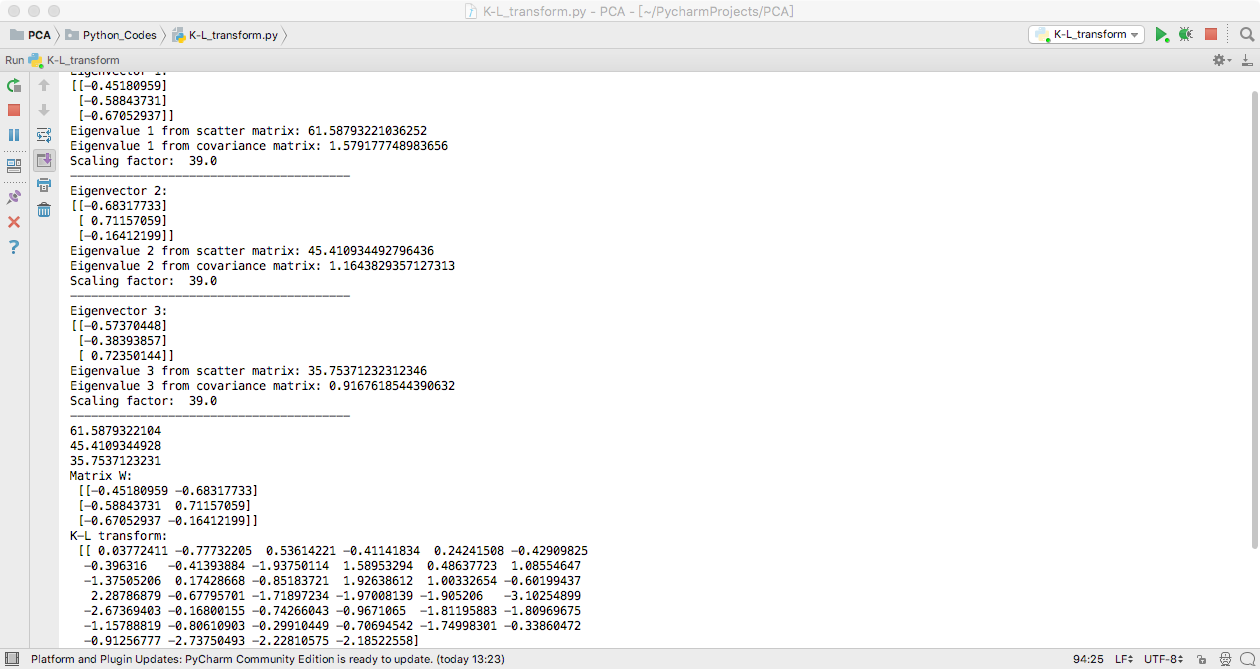 K-L_transform.py - PCA - [~/PycharmProjects/PCA]
PCA Python_Codes K-L_transform.py K-L_transform
Run K-L_transform
Eigenvector 1:
[[-0.45180959]
[-0.58843731]
[-0.67052937]]
Eigenvalue 1 from scatter matrix: 61.58793221036252
Eigenvalue 1 from covariance matrix: 1.579177748983656
Scaling factor:  39.0
----------------------------------------
Eigenvector 2:
[[-0.68317733]
[ 0.71157059]
[-0.16412199]]
Eigenvalue 2 from scatter matrix: 45.410934492796436
Eigenvalue 2 from covariance matrix: 1.1643829357127313
Scaling factor:  39.0
----------------------------------------
Eigenvector 3:
[[-0.57370448]
[-0.38393857]
[ 0.72350144]]
Eigenvalue 3 from scatter matrix: 35.75371232312346
Eigenvalue 3 from covariance matrix: 0.9167618544390632
Scaling factor:  39.0
----------------------------------------
61.5879322104
45.4109344928
35.7537123231
Matrix W:
[[-0.45180959 -0.68317733]
[-0.58843731  0.71157059]
[-0.67052937 -0.16412199]]
K-L transform:
[[ 0.03772411 -0.77732205  0.53614221 -0.41141834  0.24241508 -0.42909825
-0.396316   -0.41393884 -1.93750114  1.58953294  0.48637723  1.08554647
-1.37505206  0.17428668 -0.85183721  1.92638612  1.00332654 -0.60199437
2.28786879 -0.67795701 -1.71897234 -1.97008139 -1.905206   -3.10254899
-2.67369403 -0.16800155 -0.74266043 -0.9671065  -1.81195883 -1.80969675
-1.15788819 -0.80610903 -0.29910449 -0.70694542 -1.74998301 -0.33860472
-0.91256777 -2.73750493 -2.22810575 -2.18522558]
Platform and Plugin Updates: PyCharm Community Edition is ready to update. (today 13:23) 94:25 LF UTF-8